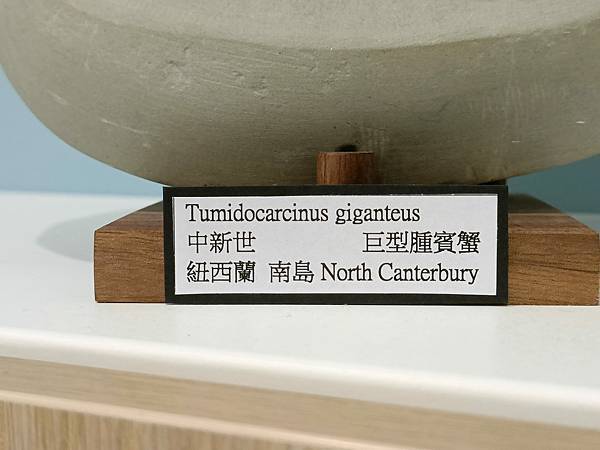 Tumidocarcinus giganteus
中新世 巨型腫賓蟹
紐西蘭 南島 North Canterbury